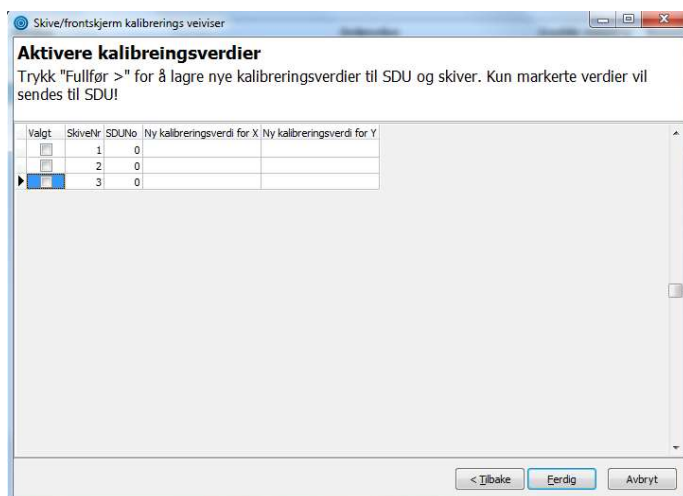 Skive/frontskjerm kalibrerings veiviser
Aktivere kalibreingsverdier
Trykk "Fullfør >" for å lagre nye kalibreringsverdier til SDU og skiver. Kun markerte verdier vil
sendes til SDU!
Valgt SkiveNr SDUNo Ny kalibreringsverdi for X Ny kalibreringsverdi for Y
1 0
2 0
3 0
< Tilbake Ferdig Avbryt